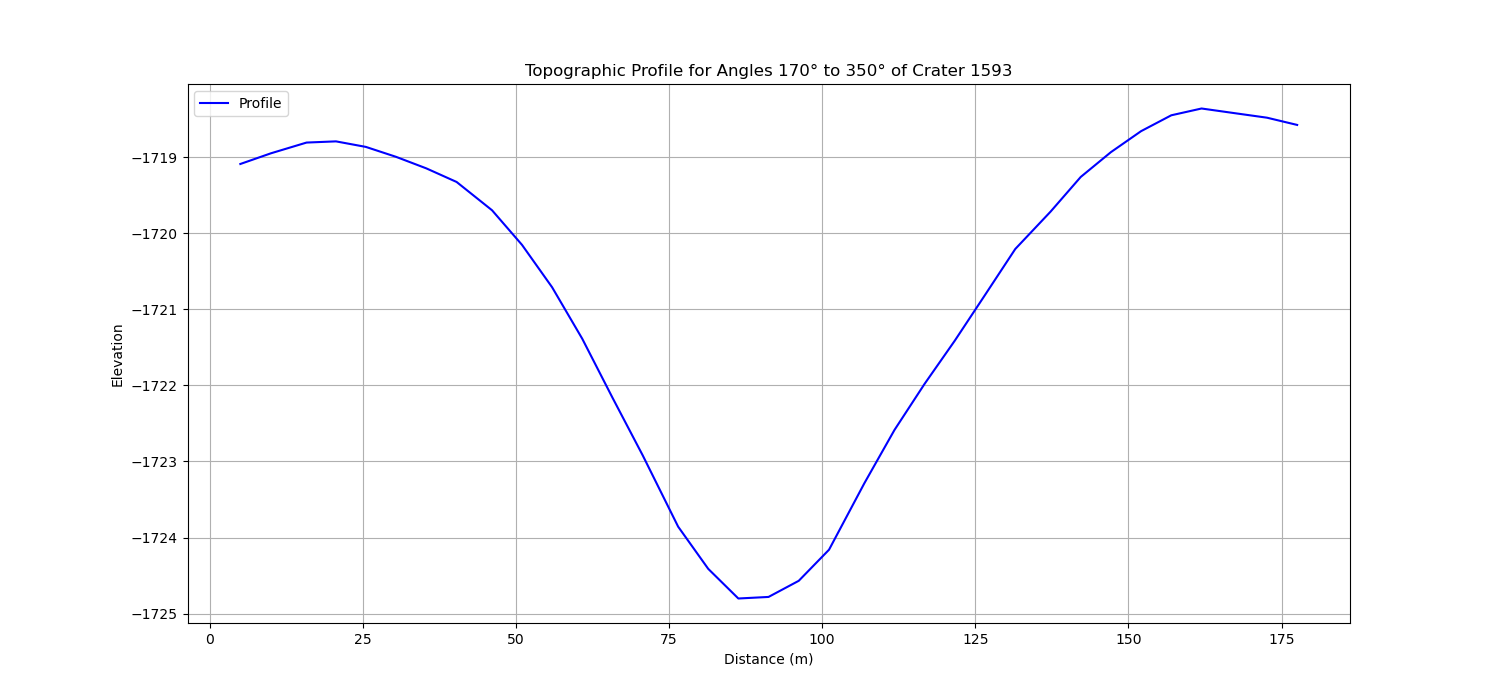 Topographic Profile for Angles 170° to 350° of Crater 1593
Profile
−1719
−1720
−1721
−1722
−1723
−1724
−1725
Elevation
0 25 50 75 100 125 150 175
Distance (m)